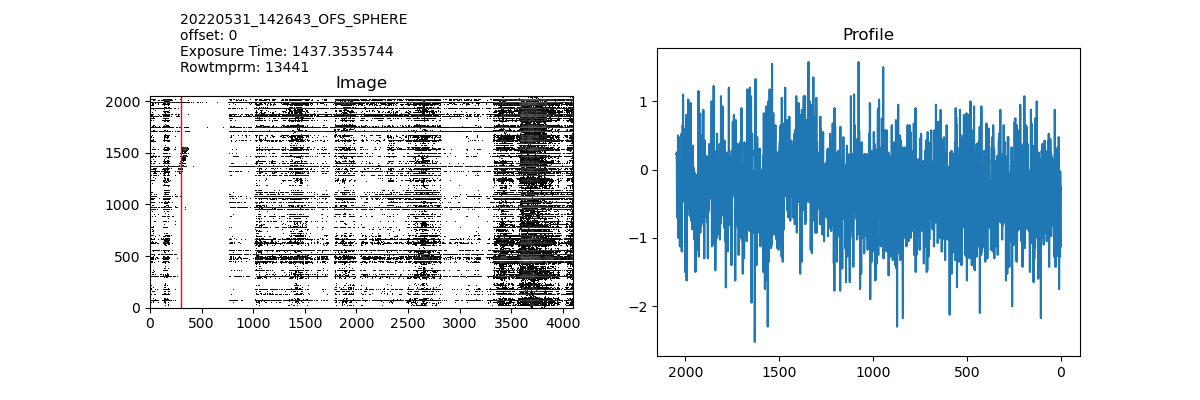 20220531_142643_OFS_SPHERE
offset: 0
Exposure Time: 1437.3535744
Rowtmprm: 13441
Image
2000
1500
1000
500
0
0 500 1000 1500 2000 2500 3000 3500 4000
Profile
1
0
−1
−2
2000 1500 1000 500 0